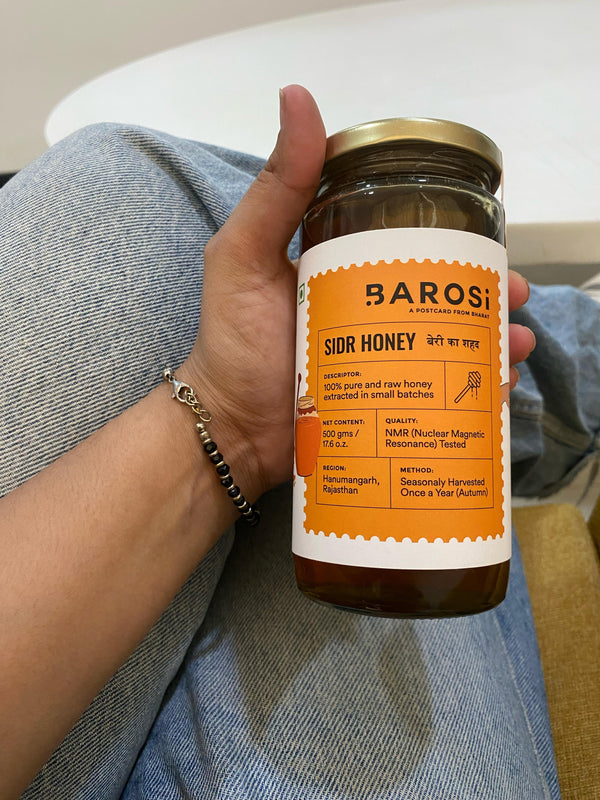 BAROSi
A POSTCARD FROM BHARAT
SIDR HONEY बेरी का शहद
DESCRIPTOR:
100% pure and raw honey
extracted in small batches
NET CONTENT:
500 gms /
17.6 o.z.
QUALITY:
NMR (Nuclear Magnetic
Resonance) Tested
REGION:
Hanumangarh,
Rajasthan
METHOD:
Seasonaly Harvested
Once a Year (Autumn)